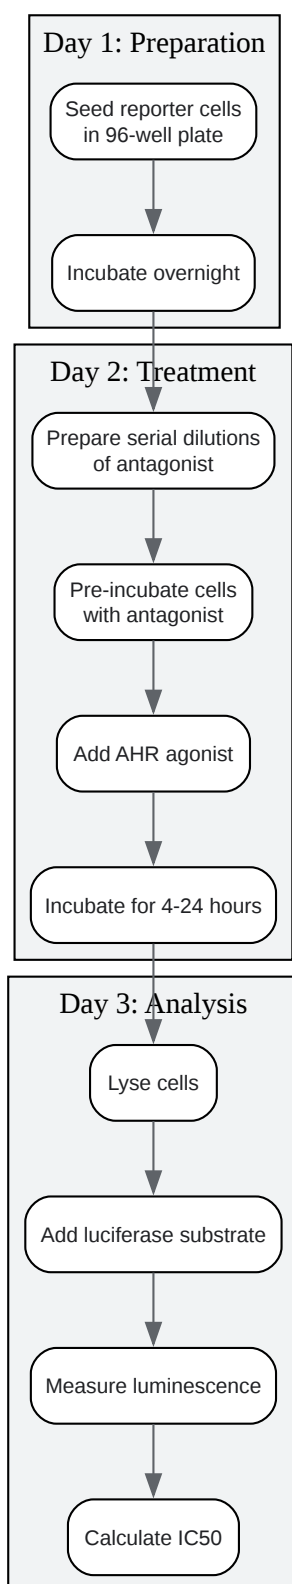 Day 1: Preparation
Seed reporter cells
in 96-well plate
Incubate overnight
Day 2: Treatment
Prepare serial dilutions
of antagonist
Pre-incubate cells
with antagonist
Add AHR agonist
Incubate for 4-24 hours
Day 3: Analysis
Lyse cells
Add luciferase substrate
Measure luminescence
Calculate IC50